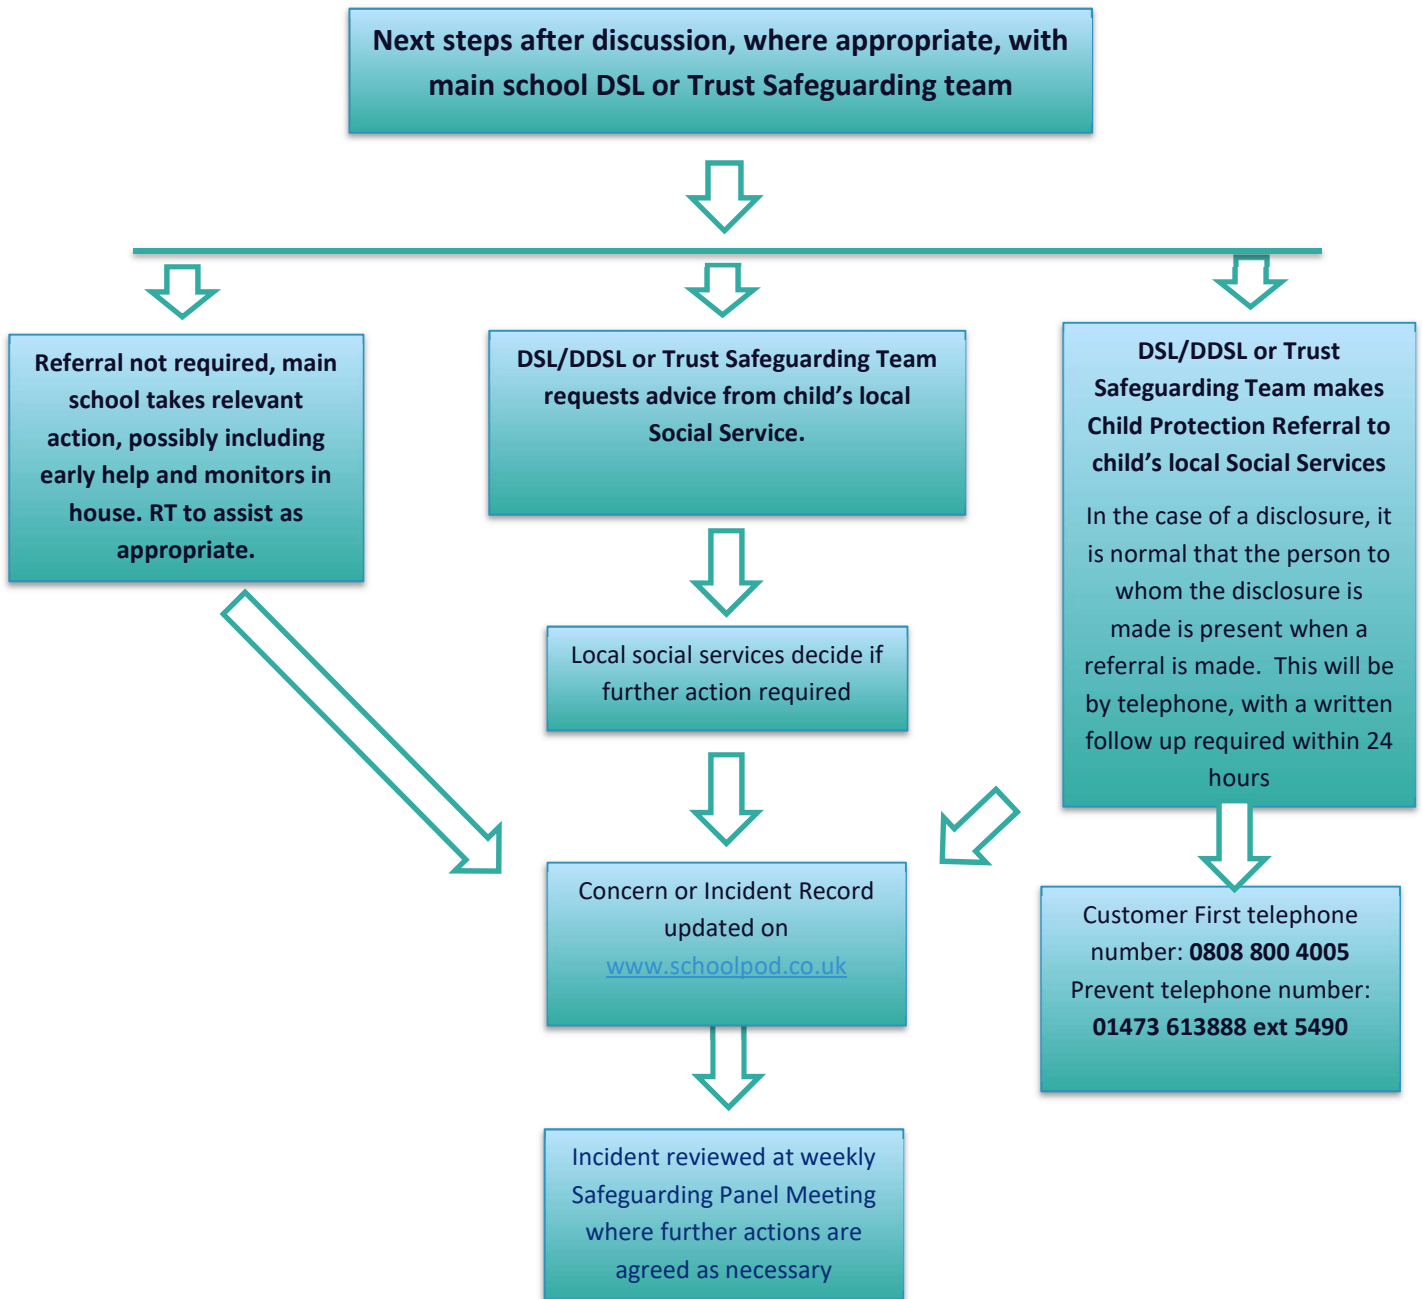 Next steps after discussion, where appropriate, with
main school DSL or Trust Safeguarding team
Referral not required, main
school takes relevant
action, possibly including
early help and monitors in
house. RT to assist as
appropriate.
DSL/DDSL or Trust Safeguarding Team
requests advice from child’s local
Social Service.
DSL/DDSL or Trust
Safeguarding Team makes
Child Protection Referral to
child’s local Social Services
In the case of a disclosure, it
is normal that the person to
whom the disclosure is
made is present when a
referral is made.  This will be
by telephone, with a written
follow up required within 24
hours
Local social services decide if
further action required
Concern or Incident Record
updated on
www.schoolpod.co.uk
Customer First telephone
number: 0808 800 4005
Prevent telephone number:
01473 613888 ext 5490
Incident reviewed at weekly
Safeguarding Panel Meeting
where further actions are
agreed as necessary